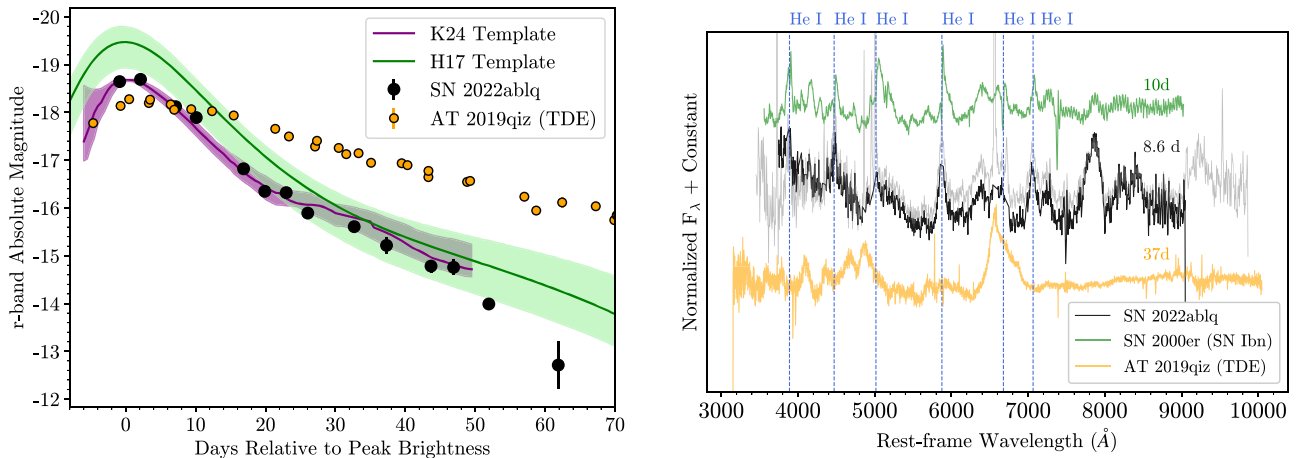 -20
-19
-18
-17
-16
-15
-14
-13
-12
r-band Absolute Magnitude
K24 Template
H17 Template
SN 2022ablq
AT 2019qiz (TDE)
0 10 20 30 40 50 60 70
Days Relative to Peak Brightness
He I He I He I He I He I He I
Normalized F_λ + Constant
10d
8.6 d
37d
SN 2022ablq
SN 2000er (SN Ibn)
AT 2019qiz (TDE)
3000 4000 5000 6000 7000 8000 9000 10000
Rest-frame Wavelength (Å)